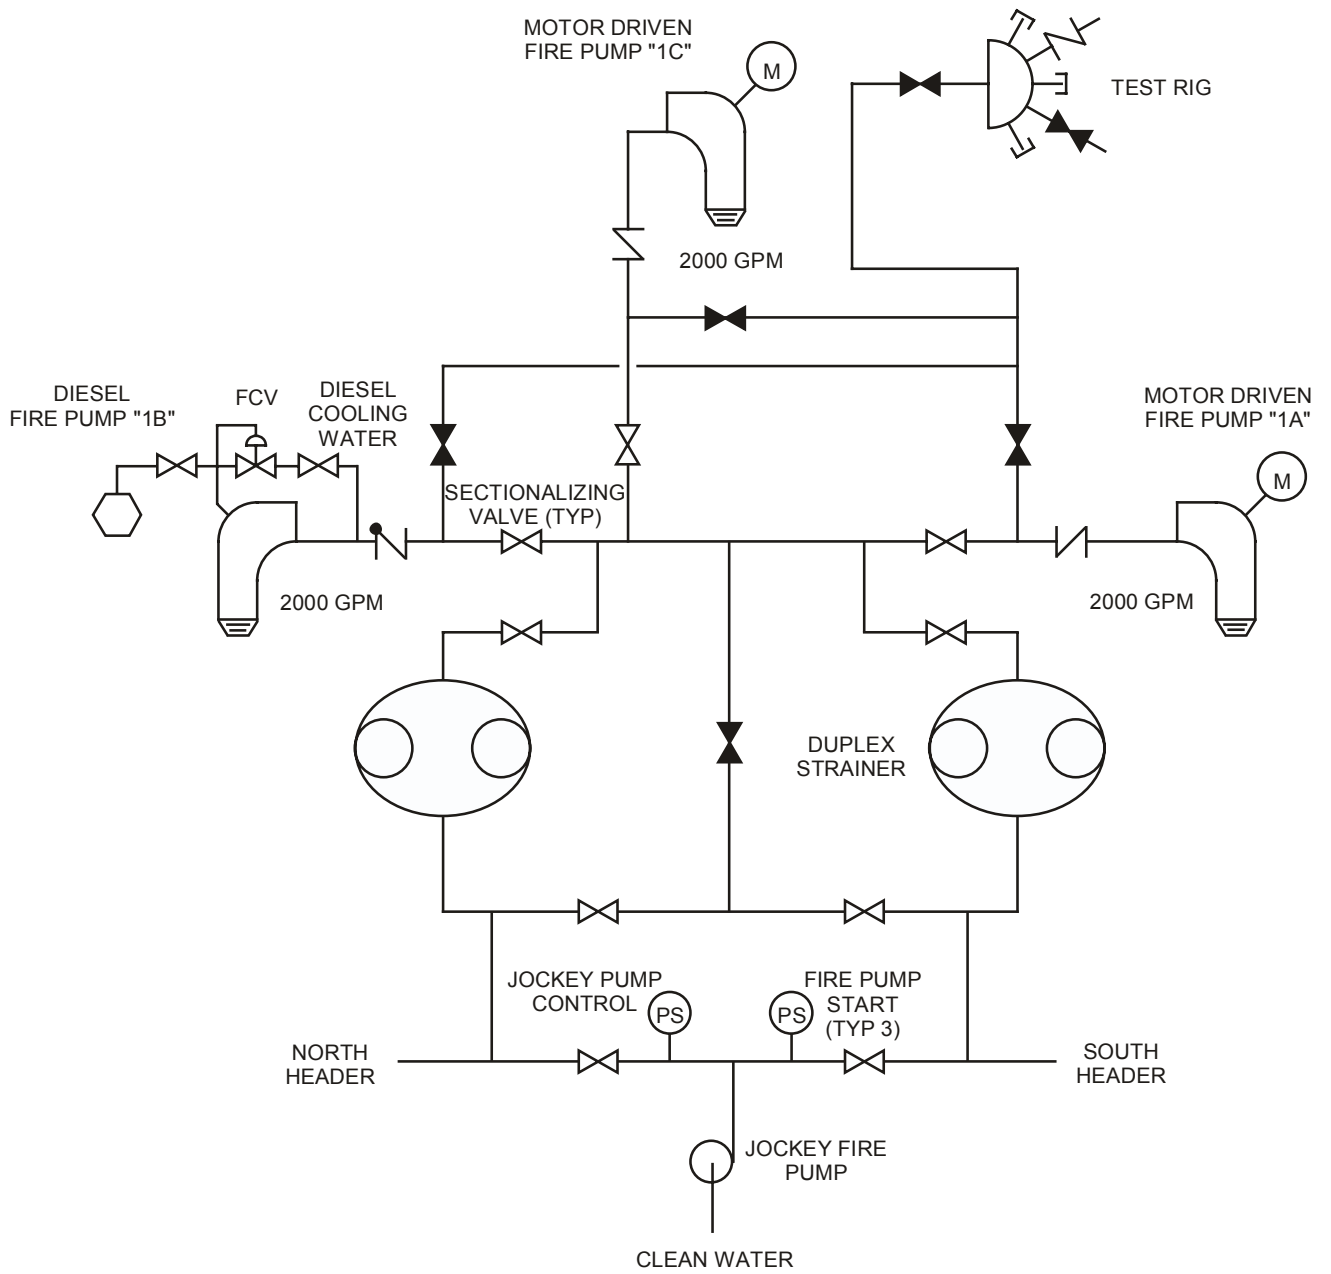 MOTOR DRIVEN
FIRE PUMP "1C"
M
TEST RIG
2000 GPM
DIESEL
FIRE PUMP "1B"
FCV
DIESEL
COOLING
WATER
MOTOR DRIVEN
FIRE PUMP "1A"
M
SECTIONALIZING
VALVE (TYP)
2000 GPM
2000 GPM
DUPLEX
STRAINER
JOCKEY PUMP
CONTROL
PS
PS
FIRE PUMP
START
(TYP 3)
NORTH
HEADER
SOUTH
HEADER
JOCKEY FIRE
PUMP
CLEAN WATER